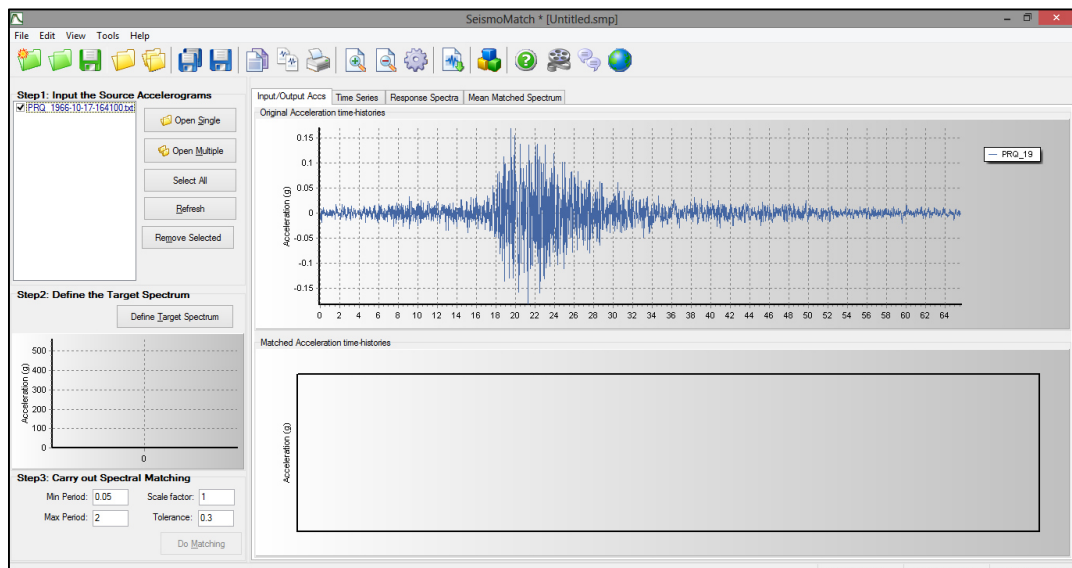 SeismoMatch * [Untitled.smp]
File Edit View Tools Help
Step1: Input the Source Accelerograms
PRQ_1966-10-17-164100.txt
Open Single
Open Multiple
Select All
Refresh
Remove Selected
Step2: Define the Target Spectrum
Define Target Spectrum
500
400
300
200
100
0
Acceleration (g)
0
Step3: Carry out Spectral Matching
Min Period: 0.05 Scale factor: 1
Max Period: 2 Tolerance: 0.3
Do Matching
Input/Output Accs Time Series Response Spectra Mean Matched Spectrum
Original Acceleration time-histories
0.15
0.1
0.05
0
-0.05
-0.1
-0.15
Acceleration (g)
PRQ_19
0 2 4 6 8 10 12 14 16 18 20 22 24 26 28 30 32 34 36 38 40 42 44 46 48 50 52 54 56 58 60 62 64
Matched Acceleration time-histories
Acceleration (g)